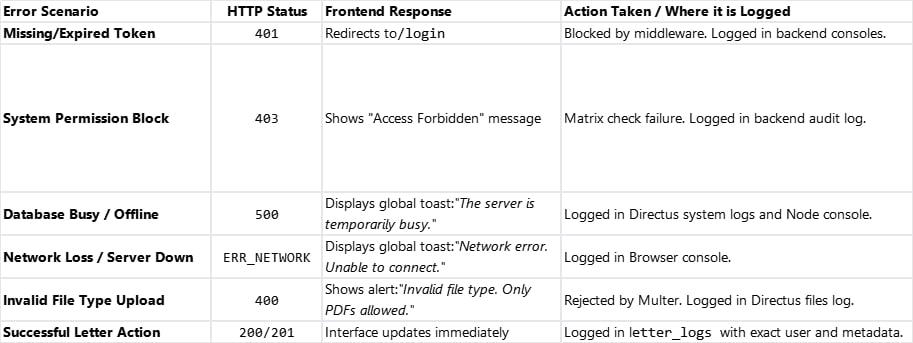 Error Scenario HTTP Status Frontend Response Action Taken / Where it is Logged
Missing/Expired Token 401 Redirects to/login Blocked by middleware. Logged in backend consoles.
System Permission Block 403 Shows "Access Forbidden" message Matrix check failure. Logged in backend audit log.
Database Busy / Offline 500 Displays global toast:"The server is
temporarily busy." Logged in Directus system logs and Node console.
Network Loss / Server Down ERR_NETWORK Displays global toast:"Network error.
Unable to connect." Logged in Browser console.
Invalid File Type Upload 400 Shows alert:"Invalid file type. Only
PDFs allowed." Rejected by Multer. Logged in Directus files log.
Successful Letter Action 200/201 Interface updates immediately Logged in letter_logs with exact user and metadata.